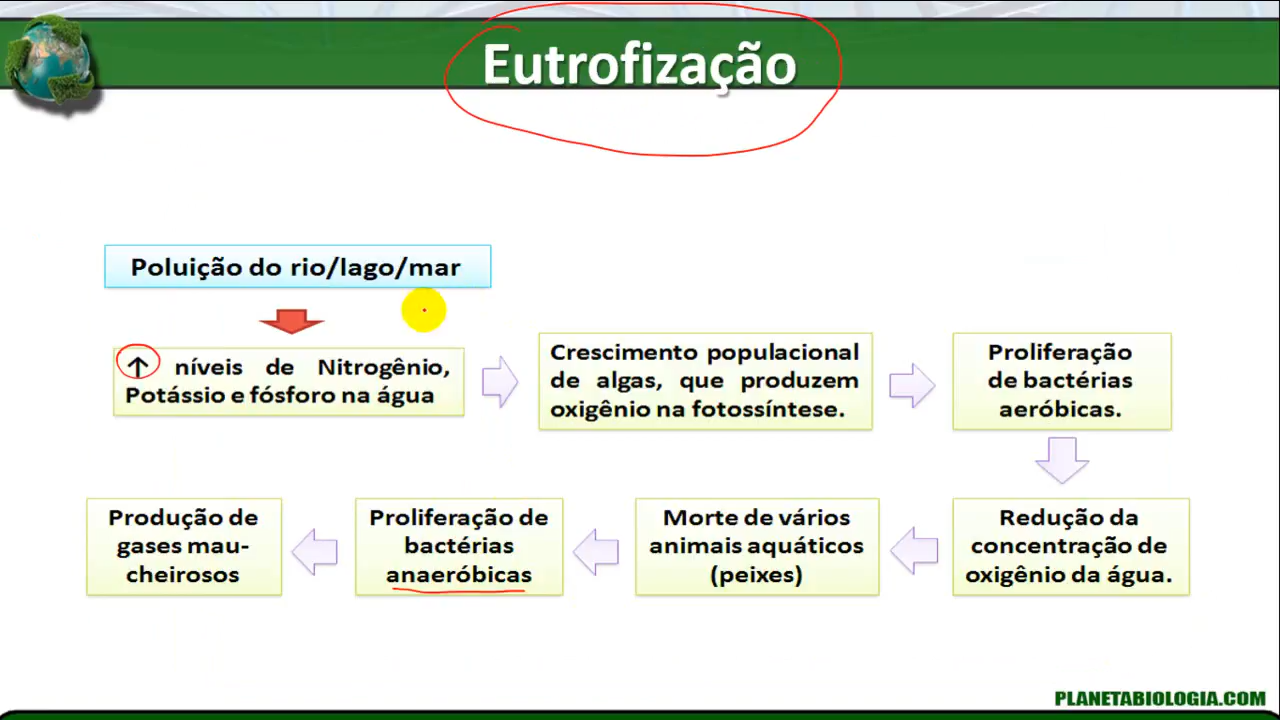 Eutrofização
Poluição do rio/lago/mar
↑ níveis de Nitrogênio,
Potássio e fósforo na água
Crescimento populacional
de algas, que produzem
oxigênio na fotossíntese.
Proliferação
de bactérias
aeróbicas.
Redução da
concentração de
oxigênio da água.
Morte de vários
animais aquáticos
(peixes)
Proliferação de
bactérias
anaeróbicas
Produção de
gases mau-
cheirosos
PLANETABIOLOGIA.COM